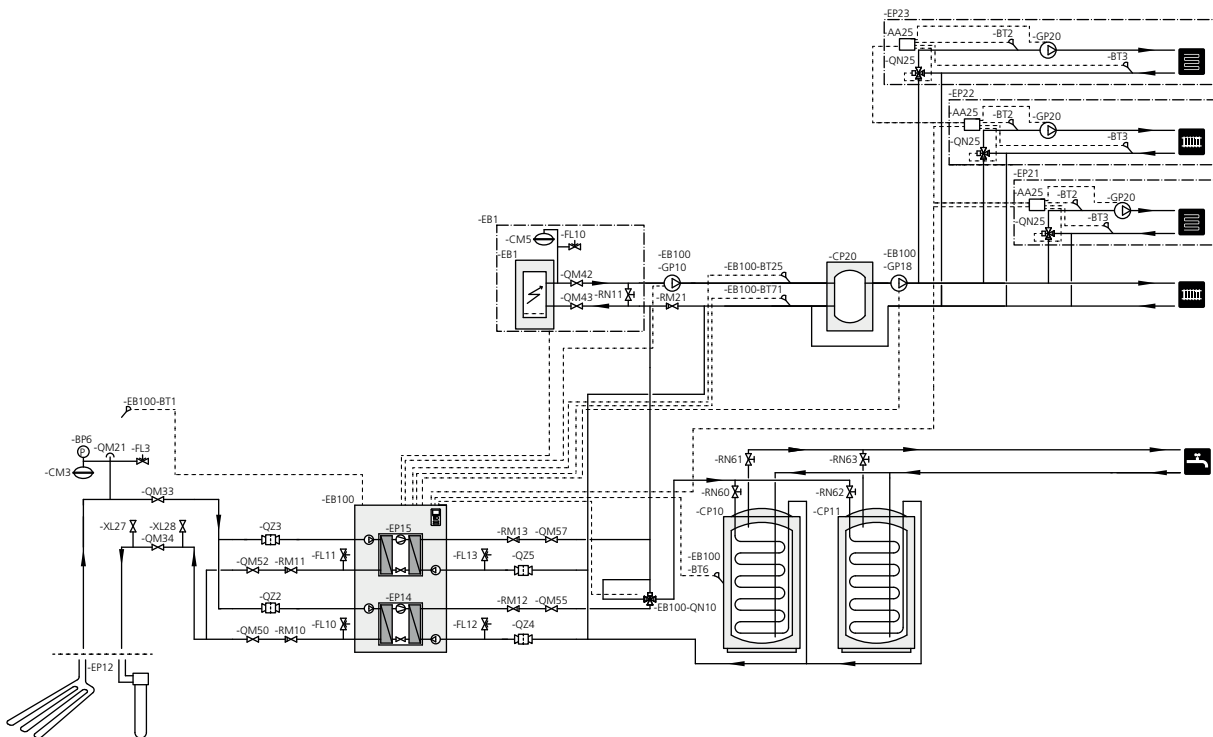 -EP23
-AA25
-BT2
-GP20
-QN25
-BT3
-EP22
-AA25
-BT2
-GP20
-QN25
-BT3
-EP21
-AA25
-BT2
-GP20
-QN25
-BT3
-EB1
-CM5
-FL10
-EB1
-QM42
-QM43
-RN11
-EB100
-GP10
-RM21
-EB100-BT25
-EB100-BT71
-CP20
-EB100
-GP18
-EB100-BT1
-BP6
P
-QM21
-FL3
-CM3
-QM33
-XL27
-XL28
-QM34
-EB100
-QZ3
-EP15
-RM13
-QM57
-FL11
-FL13
-QM52
-RM11
-QZ5
-QZ2
-EP14
-RM12
-QM55
-FL10
-FL12
-QM50
-RM10
-QZ4
-EB100-QN10
-RN61
-RN63
-RN60
-RN62
-CP10
-CP11
-EB100
-BT6
-EP12